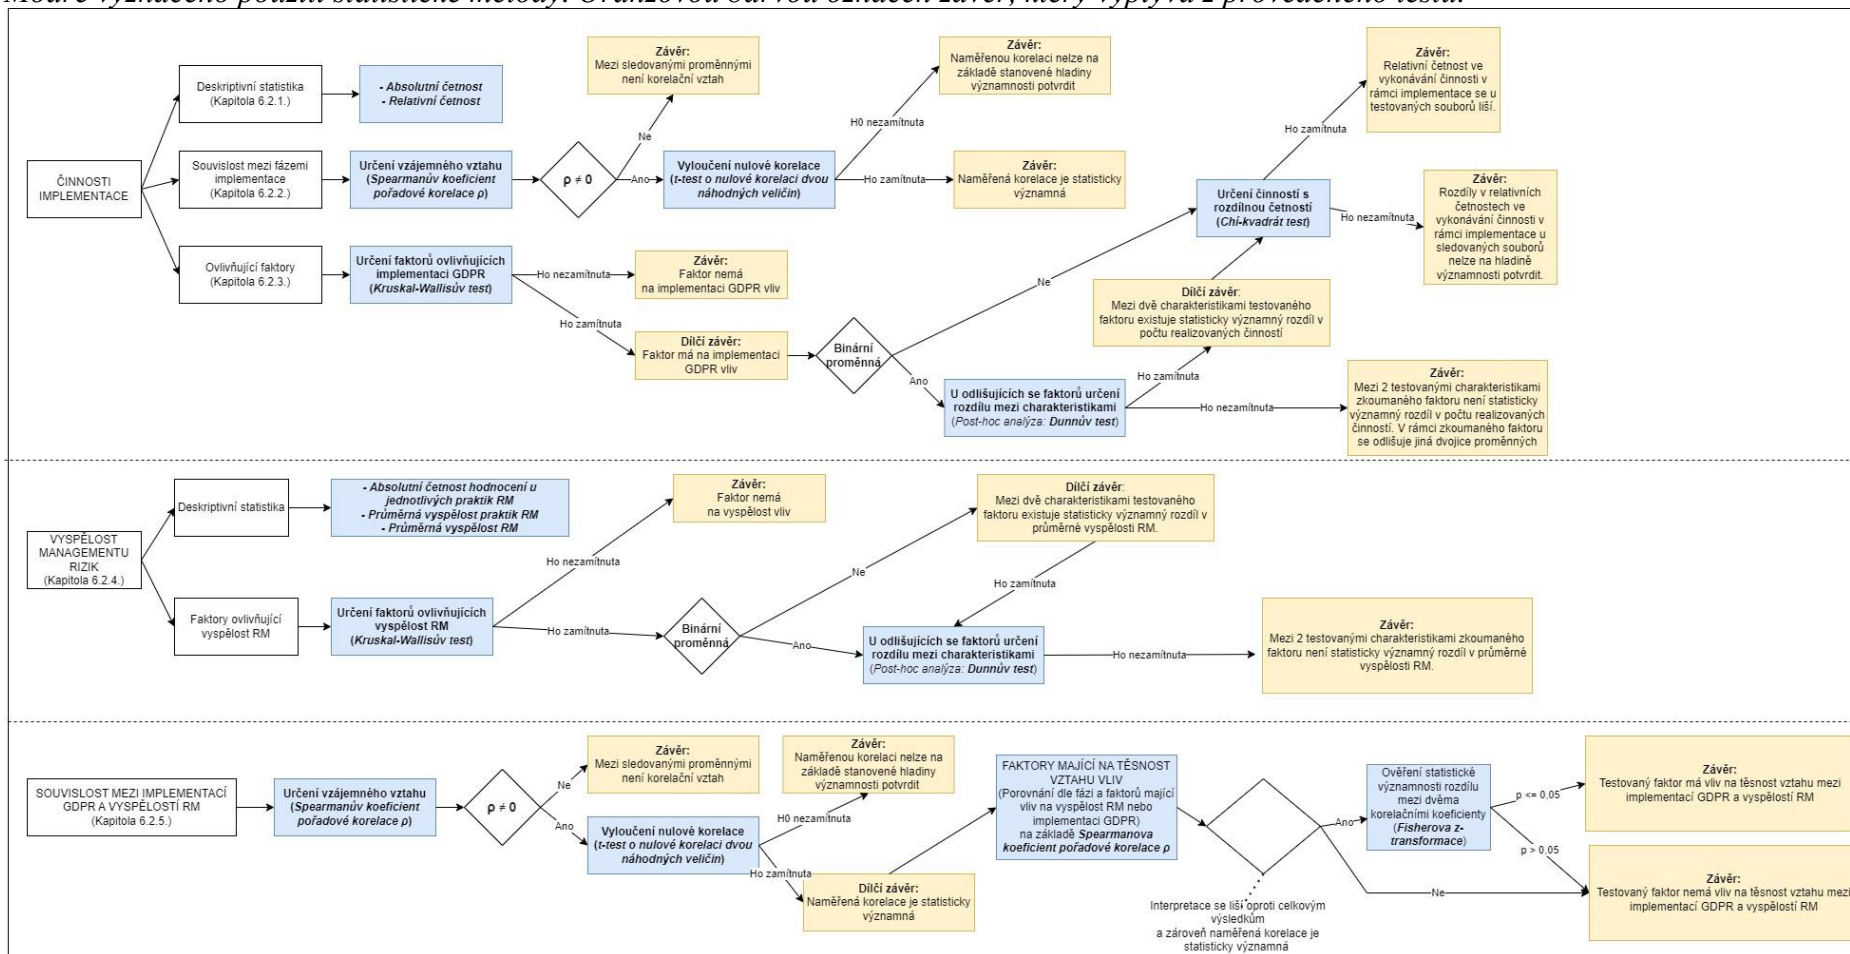 Modře vyznačeno použití statistické metody. Oranžovou barvou označen závěr, který vyplývá z provedeného testu.
ČINNOSTI
IMPLEMENTACE
Deskriptivní statistika
(Kapitola 6.2.1.)
- Absolutní četnost
- Relativní četnost
Souvislost mezi fázemi
implementace
(Kapitola 6.2.2.)
Určení vzájemného vztahu
(Spearmanův koeficient
pořadové korelace ρ)
ρ ≠ 0
Ne
Závěr:
Mezi sledovanými proměnnými
není korelační vztah
Ano
Vyloučení nulové korelace
(t-test o nulové korelaci dvou
náhodných veličin)
H0 nezamítnuta
Závěr:
Naměřenou korelaci nelze na
základě stanovené hladiny
významnosti potvrdit
Ho zamítnuta
Závěr:
Naměřená korelace je statisticky
významná
Ovlivňující faktory
(Kapitola 6.2.3.)
Určení faktorů ovlivňujících
implementaci GDPR
(Kruskal-Wallisův test)
Ho nezamítnuta
Závěr:
Faktor nemá
na implementaci GDPR vliv
Ho zamítnuta
Dílčí závěr:
Faktor má na implementaci
GDPR vliv
Binární
proměnná
Ne
Ano
U odlišujících se faktorů určení
rozdílu mezi charakteristikami
(Post-hoc analýza: Dunnův test)
Ho zamítnuta
Dílčí závěr:
Mezi dvě charakteristikami testovaného
faktoru existuje statisticky významný rozdíl v
počtu realizovaných činností
Ho nezamítnuta
Závěr:
Mezi 2 testovanými charakteristikami
zkoumaného faktoru není statisticky
významný rozdíl v počtu realizovaných
činností. V rámci zkoumaného faktoru
se odlišuje jiná dvojice proměnných
Určení činností s
rozdílnou četností
(Chí-kvadrát test)
Ho zamítnuta
Závěr:
Relativní četnost ve
vykonávání činnosti v
rámci implementace se u
testovaných souborů liší.
Ho nezamítnuta
Závěr:
Rozdíly v relativních
četnostech ve
vykonávání činnosti v
rámci implementace u
sledovaných souborů
nelze na hladině
významnosti potvrdit.
VYSPĚLOST
MANAGEMENTU
RIZIK
(Kapitola 6.2.4.)
Deskriptivní statistika
- Absolutní četnost hodnocení u
jednotlivých praktik RM
- Průměrná vyspělost praktik RM
- Průměrná vyspělost RM
Faktory ovlivňující
vyspělost RM
Určení faktorů ovlivňujících
vyspělost RM
(Kruskal-Wallisův test)
Ho nezamítnuta
Závěr:
Faktor nemá
na vyspělost vliv
Ho zamítnuta
Binární
proměnná
Ne
Dílčí závěr:
Mezi dvě charakteristikami testovaného
faktoru existuje statisticky významný rozdíl v
průměrné vyspělosti RM.
Ho zamítnuta
Ano
U odlišujících se faktorů určení
rozdílu mezi charakteristikami
(Post-hoc analýza: Dunnův test)
Ho nezamítnuta
Závěr:
Mezi 2 testovanými charakteristikami zkoumaného
faktoru není statisticky významný rozdíl v průměrné
vyspělosti RM.
SOUVISLOST MEZI IMPLEMENTACÍ
GDPR A VYSPĚLOSTÍ RM
(Kapitola 6.2.5.)
Určení vzájemného vztahu
(Spearmanův koeficient
pořadové korelace ρ)
ρ ≠ 0
Ne
Závěr:
Mezi sledovanými proměnnými
není korelační vztah
Ano
Vyloučení nulové korelace
(t-test o nulové korelaci dvou
náhodných veličin)
H0 nezamítnuta
Závěr:
Naměřenou korelaci nelze na
základě stanovené hladiny
významnosti potvrdit
Ho zamítnuta
Dílčí závěr:
Naměřená korelace je statisticky
významná
FAKTORY MAJÍCÍ NA TĚSNOST
VZTAHU VLIV
(Porovnání dle fázi a faktorů mající
vliv na vyspělost RM nebo
implementaci GDPR)
na základě Spearmanova
koeficient pořadové korelace ρ
Interpretace se liší oproti celkovým
výsledkům
a zároveň naměřená korelace je
statisticky významná
Ano
Ověření statistické
významnosti rozdílu
mezi dvěma
korelačními koeficienty
(Fisherova z-
transformace)
p <= 0,05
Závěr:
Testovaný faktor má vliv na těsnost vztahu mezi
implementací GDPR a vyspělostí RM
p > 0,05
Ne
Závěr:
Testovaný faktor nemá vliv na těsnost vztahu mezi
implementací GDPR a vyspělostí RM